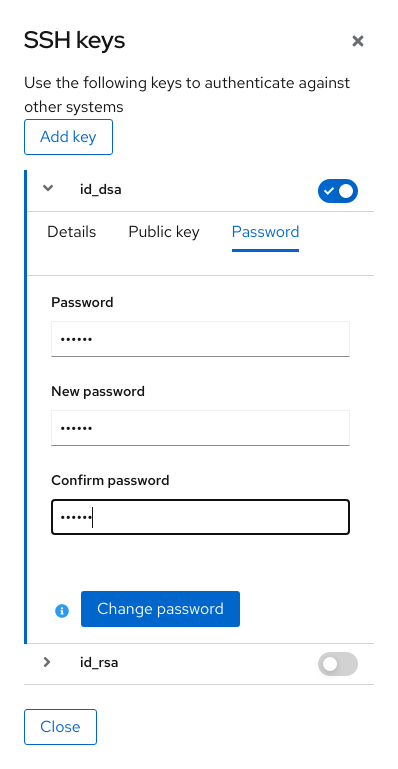 SSH keys
Use the following keys to authenticate against
other systems
Add key
id_dsa
Details Public key Password
Password
••••••
New password
••••••
Confirm password
••••••
Change password
id_rsa
Close